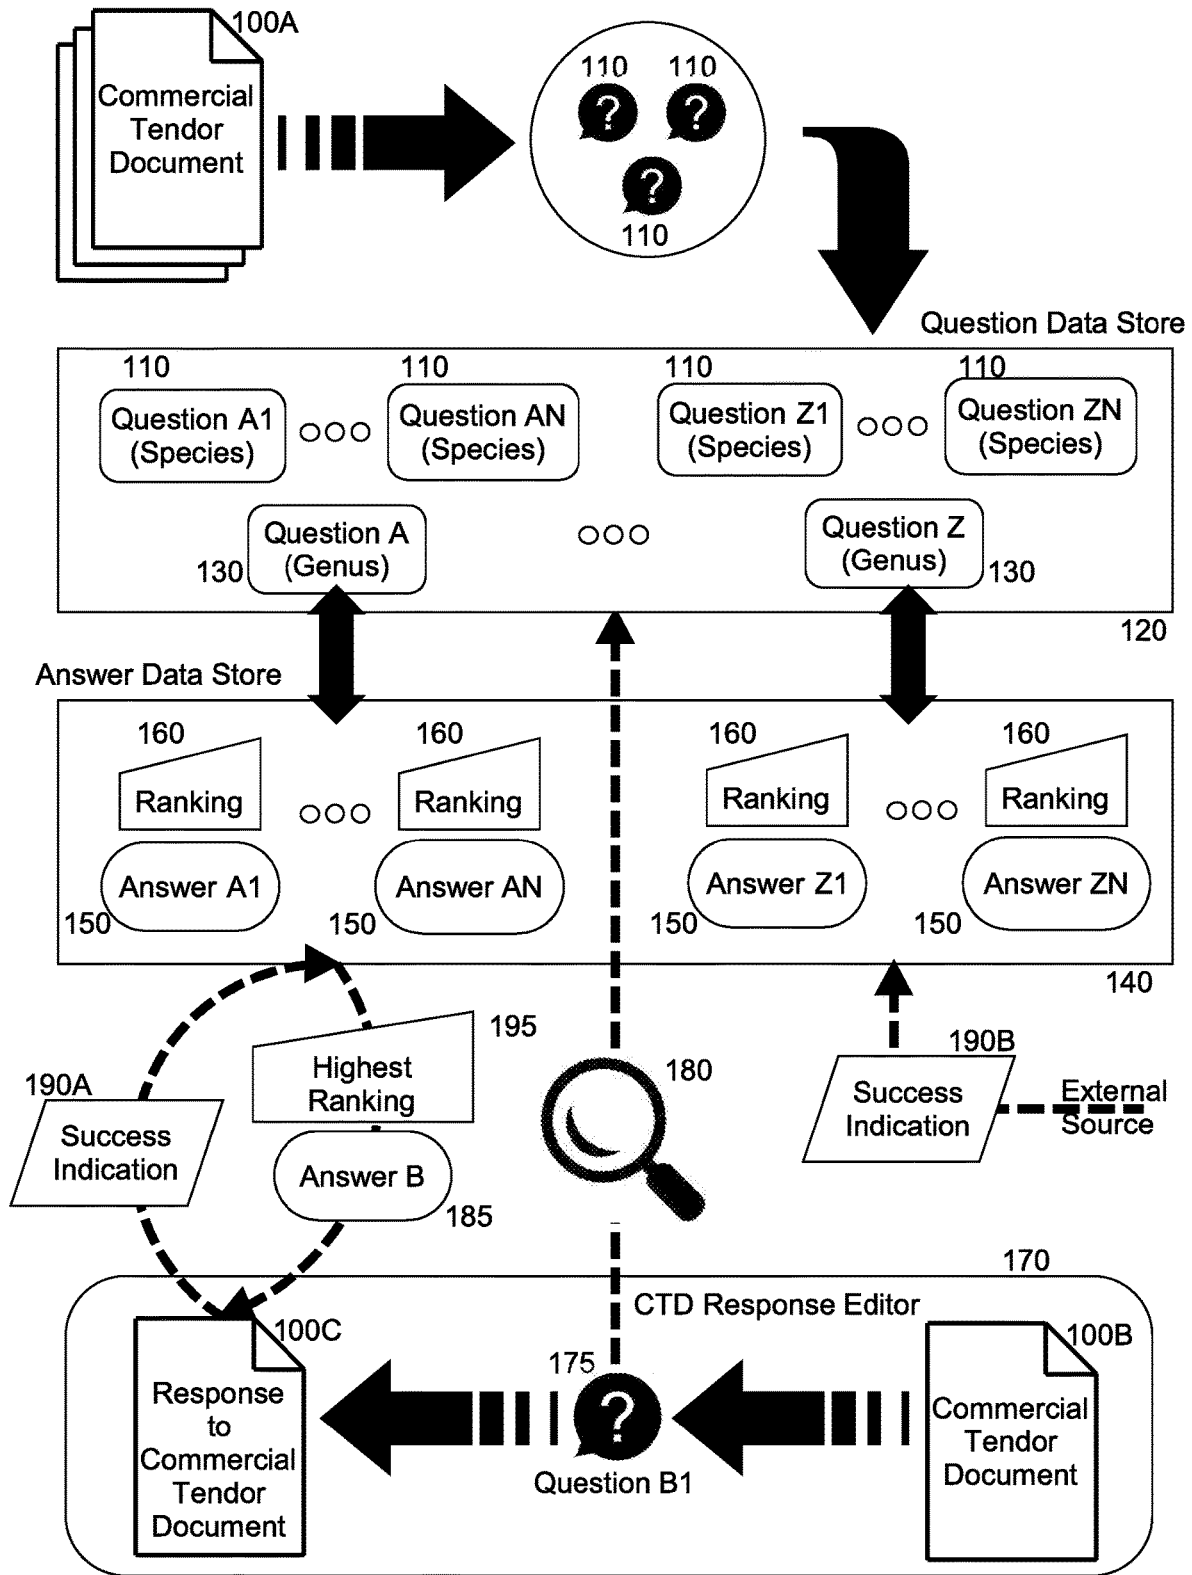 100A
Commercial
Tendor
Document
110
110
?
?
?
110
Question Data Store
110
110
110
110
Question A1
(Species)
Question AN
(Species)
Question Z1
(Species)
Question ZN
(Species)
Question A
(Genus)
130
Question Z
(Genus)
130
120
Answer Data Store
160
160
160
160
Ranking
Ranking
Ranking
Ranking
Answer A1
Answer AN
Answer Z1
Answer ZN
150
150
150
150
140
195
Highest
Ranking
190A
Success
Indication
Answer B
185
180
190B
Success
Indication
External
Source
170
CTD Response Editor
100C
Response
to
Commercial
Tendor
Document
175
?
Question B1
100B
Commercial
Tendor
Document